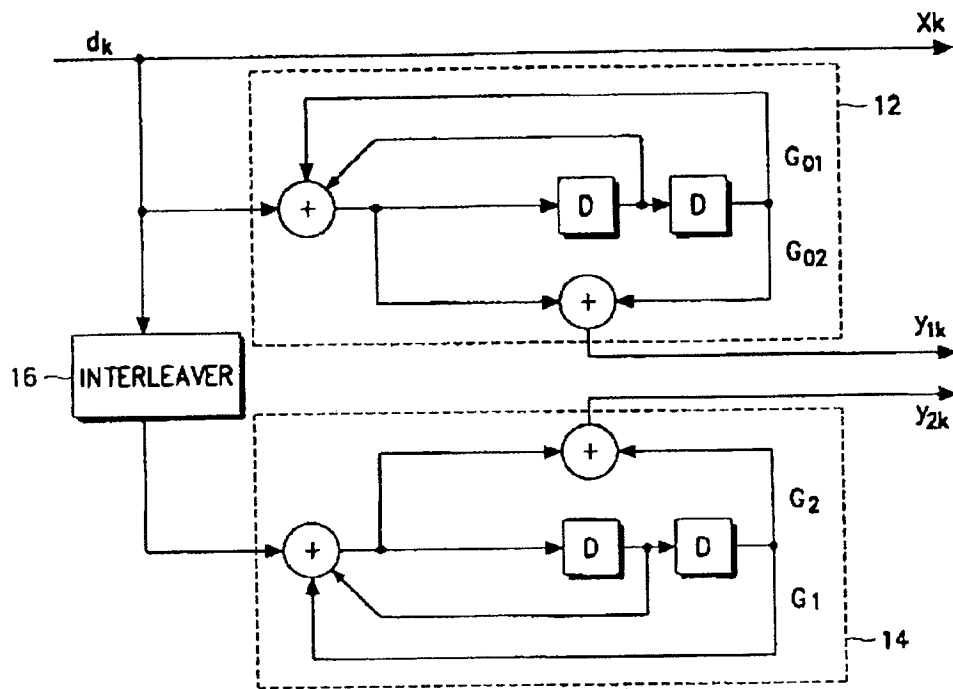 dk
Xk
12
G01
+
D
D
G02
+
y1k
16
INTERLEAVER
y2k
+
G2
+
D
D
G1
14